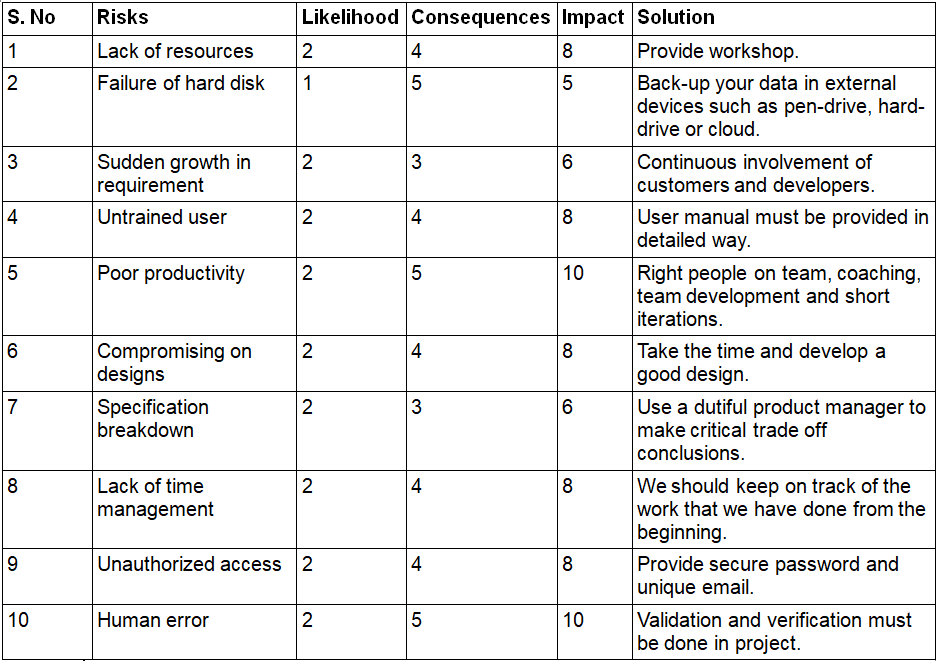 S. No Risks Likelihood Consequences Impact Solution
1 Lack of resources 2 4 8 Provide workshop.
2 Failure of hard disk 1 5 5 Back-up your data in external
devices such as pen-drive, hard-
drive or cloud.
3 Sudden growth in 2 3 6 Continuous involvement of
requirement customers and developers.
4 Untrained user 2 4 8 User manual must be provided in
detailed way.
5 Poor productivity 2 5 10 Right people on team, coaching,
team development and short
iterations.
6 Compromising on 2 4 8 Take the time and develop a
designs good design.
7 Specification 2 3 6 Use a dutiful product manager to
breakdown make critical trade off
conclusions.
8 Lack of time 2 4 8 We should keep on track of the
management work that we have done from the
beginning.
9 Unauthorized access 2 4 8 Provide secure password and
unique email.
10 Human error 2 5 10 Validation and verification must
be done in project.